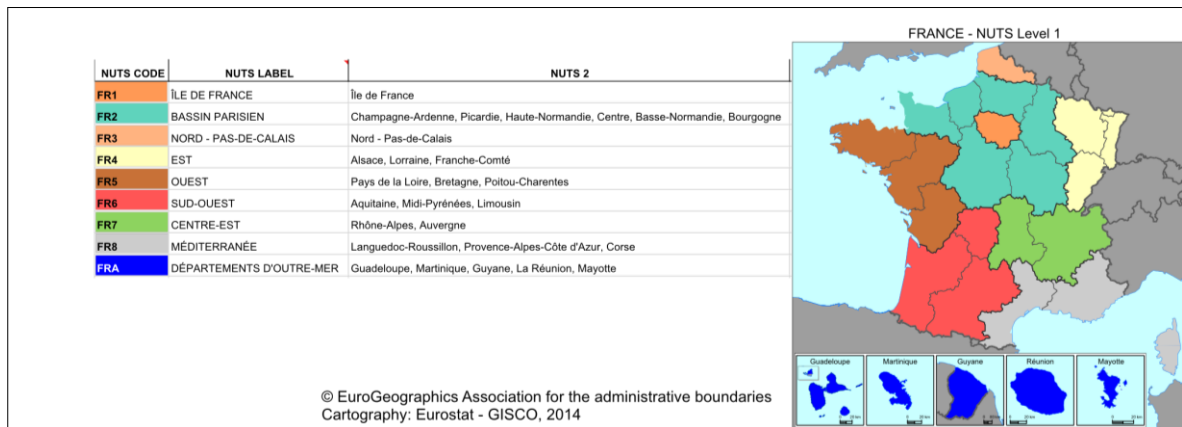 FRANCE - NUTS Level 1
NUTS CODE NUTS LABEL NUTS 2
FR1 ÎLE DE FRANCE Île de France
FR2 BASSIN PARISIEN Champagne-Ardenne, Picardie, Haute-Normandie, Centre, Basse-Normandie, Bourgogne
FR3 NORD - PAS-DE-CALAIS Nord - Pas-de-Calais
FR4 EST Alsace, Lorraine, Franche-Comté
FR5 OUEST Pays de la Loire, Bretagne, Poitou-Charentes
FR6 SUD-OUEST Aquitaine, Midi-Pyrénées, Limousin
FR7 CENTRE-EST Rhône-Alpes, Auvergne
FR8 MÉDITERRANÉE Languedoc-Roussillon, Provence-Alpes-Côte d'Azur, Corse
FRA DÉPARTEMENTS D'OUTRE-MER Guadeloupe, Martinique, Guyane, La Réunion, Mayotte
Guadeloupe Martinique Guyane Réunion Mayotte
© EuroGeographics Association for the administrative boundaries
Cartography: Eurostat - GISCO, 2014